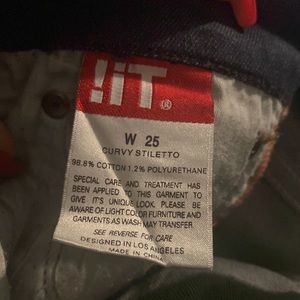 !iT®
W 25
CURVY STILETTO
98.8% COTTON 1.2% POLYURETHANE
SPECIAL CARE AND TREATMENT HAS
BEEN APPLIED TO THIS GARMENT TO
GIVE IT'S UNIQUE LOOK. PLEASE BE
AWARE OF LIGHT COLOR FURNITURE AND
GARMENTS AS WASH MAY TRANSFER.
SEE REVERSE FOR CARE
DESIGNED IN LOS ANGELES
MADE IN CHINA